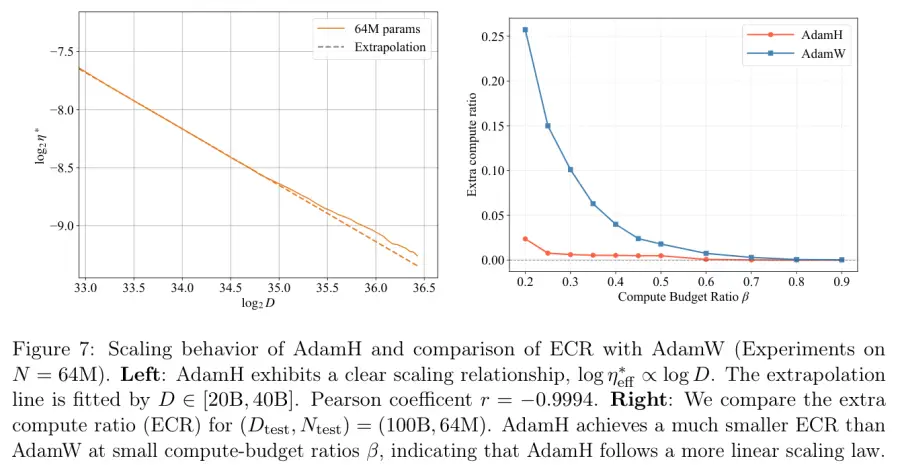 −7.5
−8.0
−8.5
−9.0
log₂ η*
33.0 33.5 34.0 34.5 35.0 35.5 36.0 36.5
log₂ D
64M params
Extrapolation
0.25
0.20
0.15
0.10
0.05
0.00
Extra compute ratio
0.2 0.3 0.4 0.5 0.6 0.7 0.8 0.9
Compute Budget Ratio β
AdamH
AdamW
Figure 7: Scaling behavior of AdamH and comparison of ECR with AdamW (Experiments on
N = 64M). Left: AdamH exhibits a clear scaling relationship, log η*eff ∝ log D. The extrapolation
line is fitted by D ∈ [20B, 40B]. Pearson coefficent r = −0.9994. Right: We compare the extra
compute ratio (ECR) for (Dtest, Ntest) = (100B, 64M). AdamH achieves a much smaller ECR than
AdamW at small compute-budget ratios β, indicating that AdamH follows a more linear scaling law.